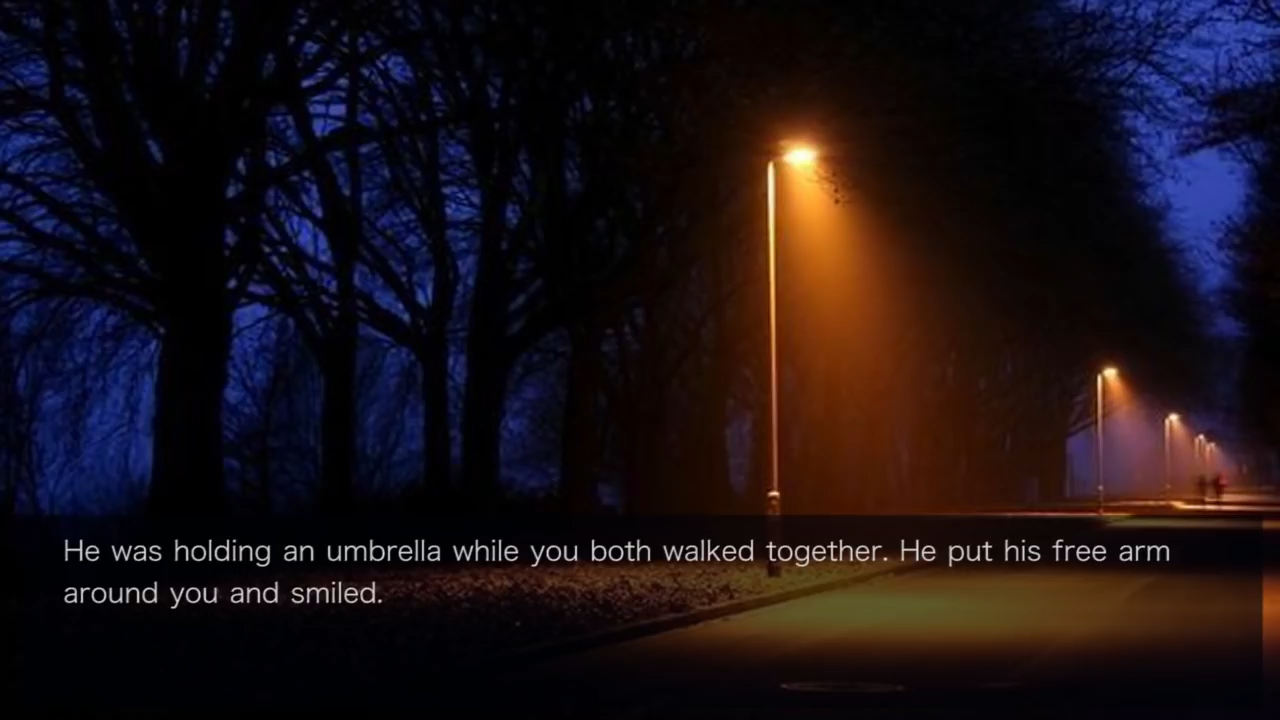 He was holding an umbrella while you both walked together. He put his free arm
around you and smiled.